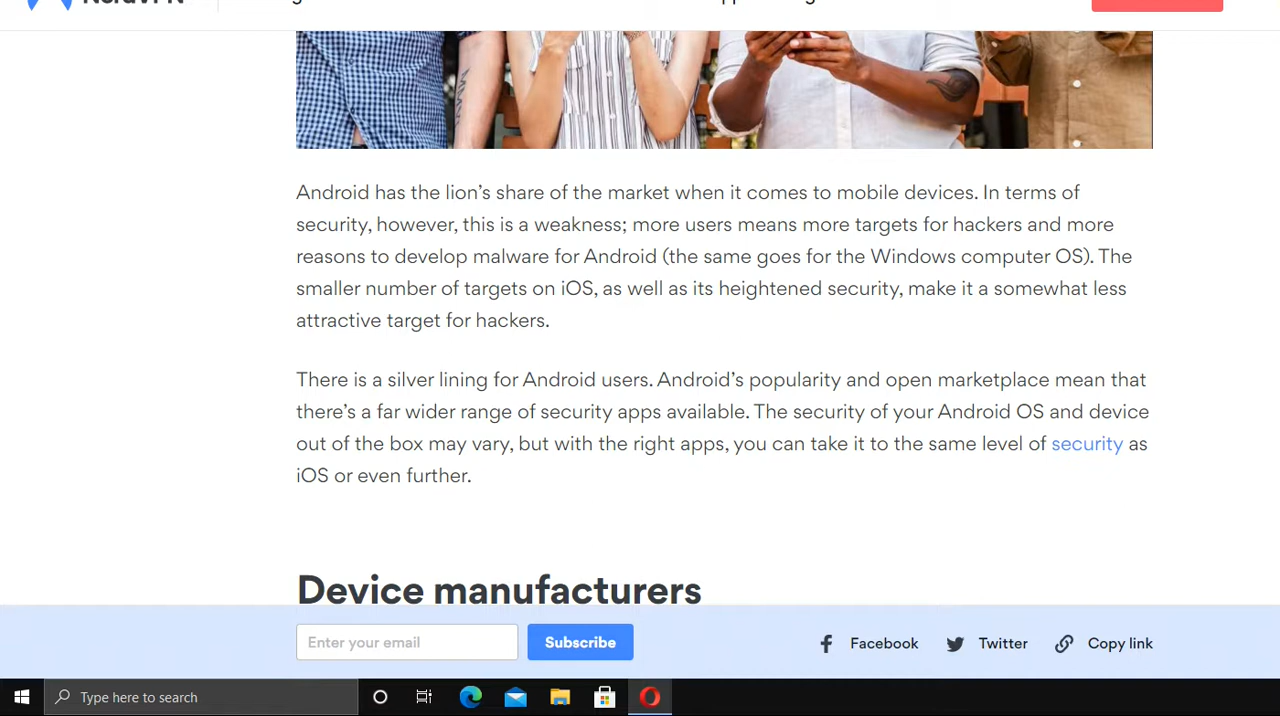 Android has the lion's share of the market when it comes to mobile devices. In terms of
security, however, this is a weakness; more users means more targets for hackers and more
reasons to develop malware for Android (the same goes for the Windows computer OS). The
smaller number of targets on iOS, as well as its heightened security, make it a somewhat less
attractive target for hackers.
There is a silver lining for Android users. Android's popularity and open marketplace mean that
there's a far wider range of security apps available. The security of your Android OS and device
out of the box may vary, but with the right apps, you can take it to the same level of security as
iOS or even further.
Device manufacturers
Enter your email
Subscribe
Facebook
Twitter
Copy link
Type here to search